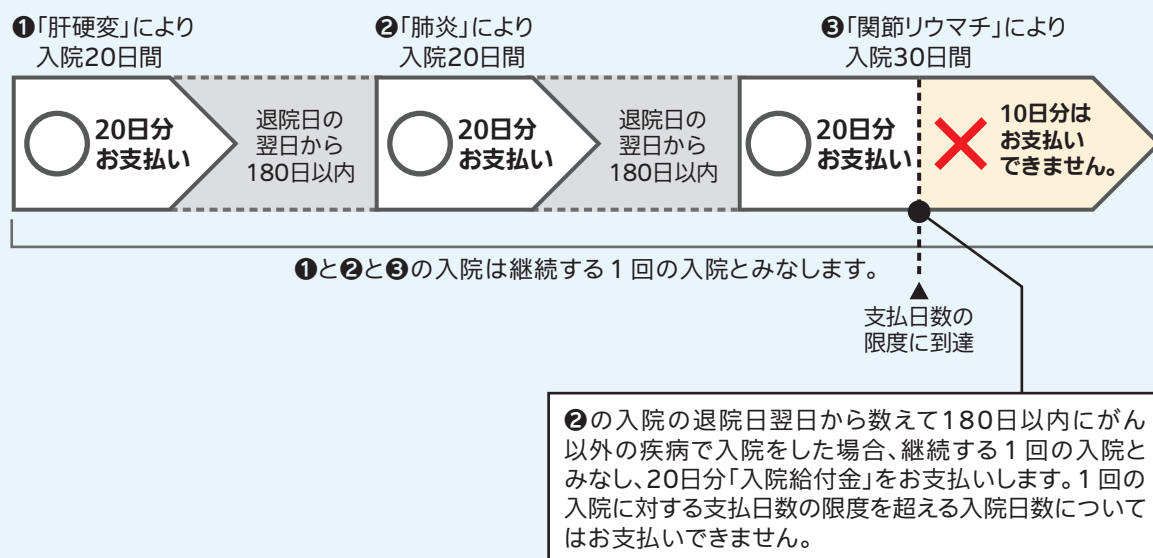 ❶「肝硬変」により
入院20日間
❷「肺炎」により
入院20日間
❸「関節リウマチ」により
入院30日間
20日分
お支払い
退院日の
翌日から
180日以内
20日分
お支払い
退院日の
翌日から
180日以内
20日分
お支払い
10日分は
お支払い
できません。
❶と❷と❸の入院は継続する1回の入院とみなします。
支払日数の
限度に到達
❷の入院の退院日翌日から数えて180日以内にがん
以外の疾病で入院をした場合、継続する1回の入院と
みなし、20日分「入院給付金」をお支払いします。1回の
入院に対する支払日数の限度を超える入院日数について
はお支払いできません。